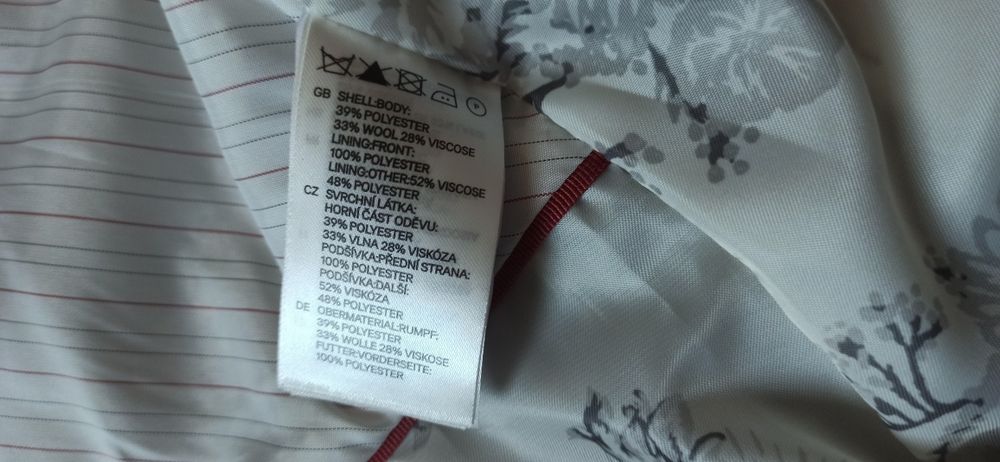 P
GB SHELL:BODY:
39% POLYESTER
33% WOOL 28% VISCOSE
LINING:FRONT:
100% POLYESTER
LINING:OTHER:52% VISCOSE
48% POLYESTER
CZ SVRCHNÍ LÁTKA:
HORNÍ ČÁST ODĚVU:
39% POLYESTER
33% VLNA 28% VISKÓZA
PODŠÍVKA:PŘEDNÍ STRANA:
100% POLYESTER
PODŠÍVKA:DALŠÍ:
52% VISKÓZA
48% POLYESTER
DE OBERMATERIAL:RUMPF:
39% POLYESTER
33% WOLLE 28% VISKOSE
FUTTER:VORDERSEITE:
100% POLYESTER